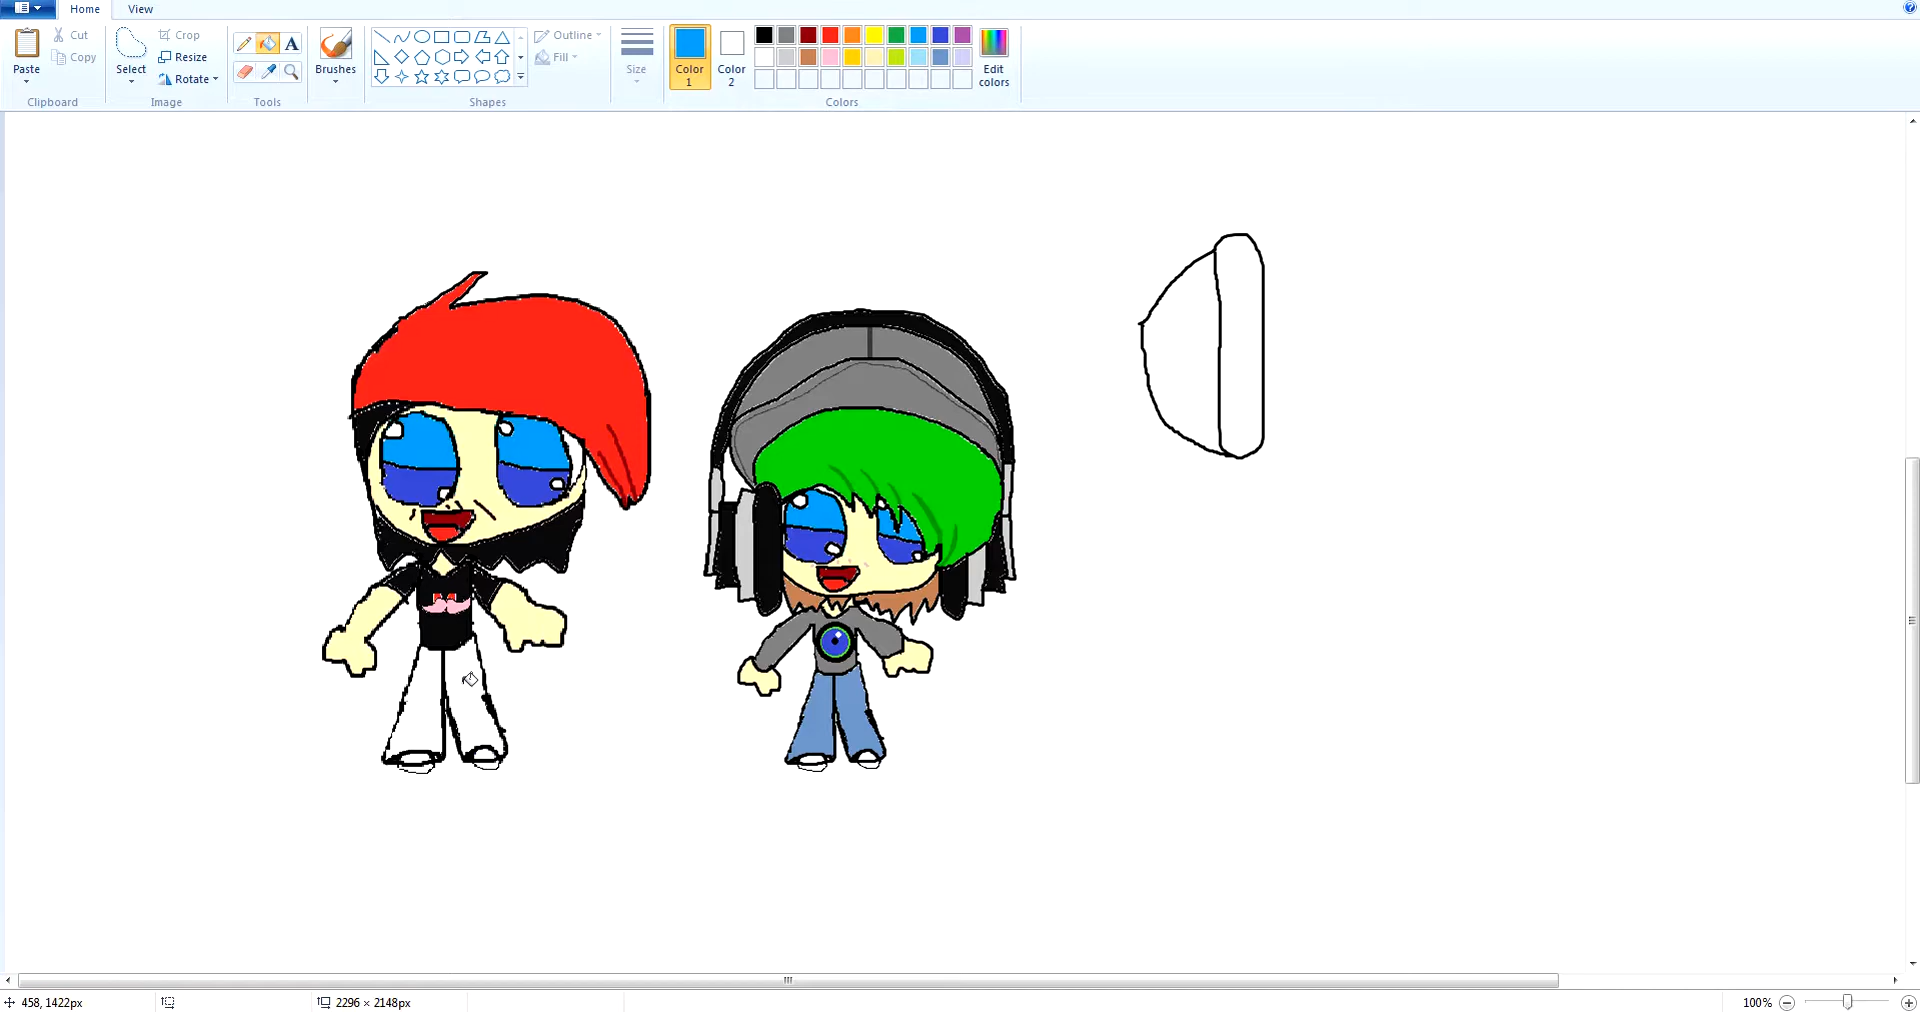 Home View
Cut
Copy
Paste
Clipboard
Select
Crop
Resize
Rotate
Image
A
Tools
Brushes
Outline
Fill
Shapes
Size
Color 1
Color 2
Edit colors
Colors
458, 1422px
2296 × 2148px
100%